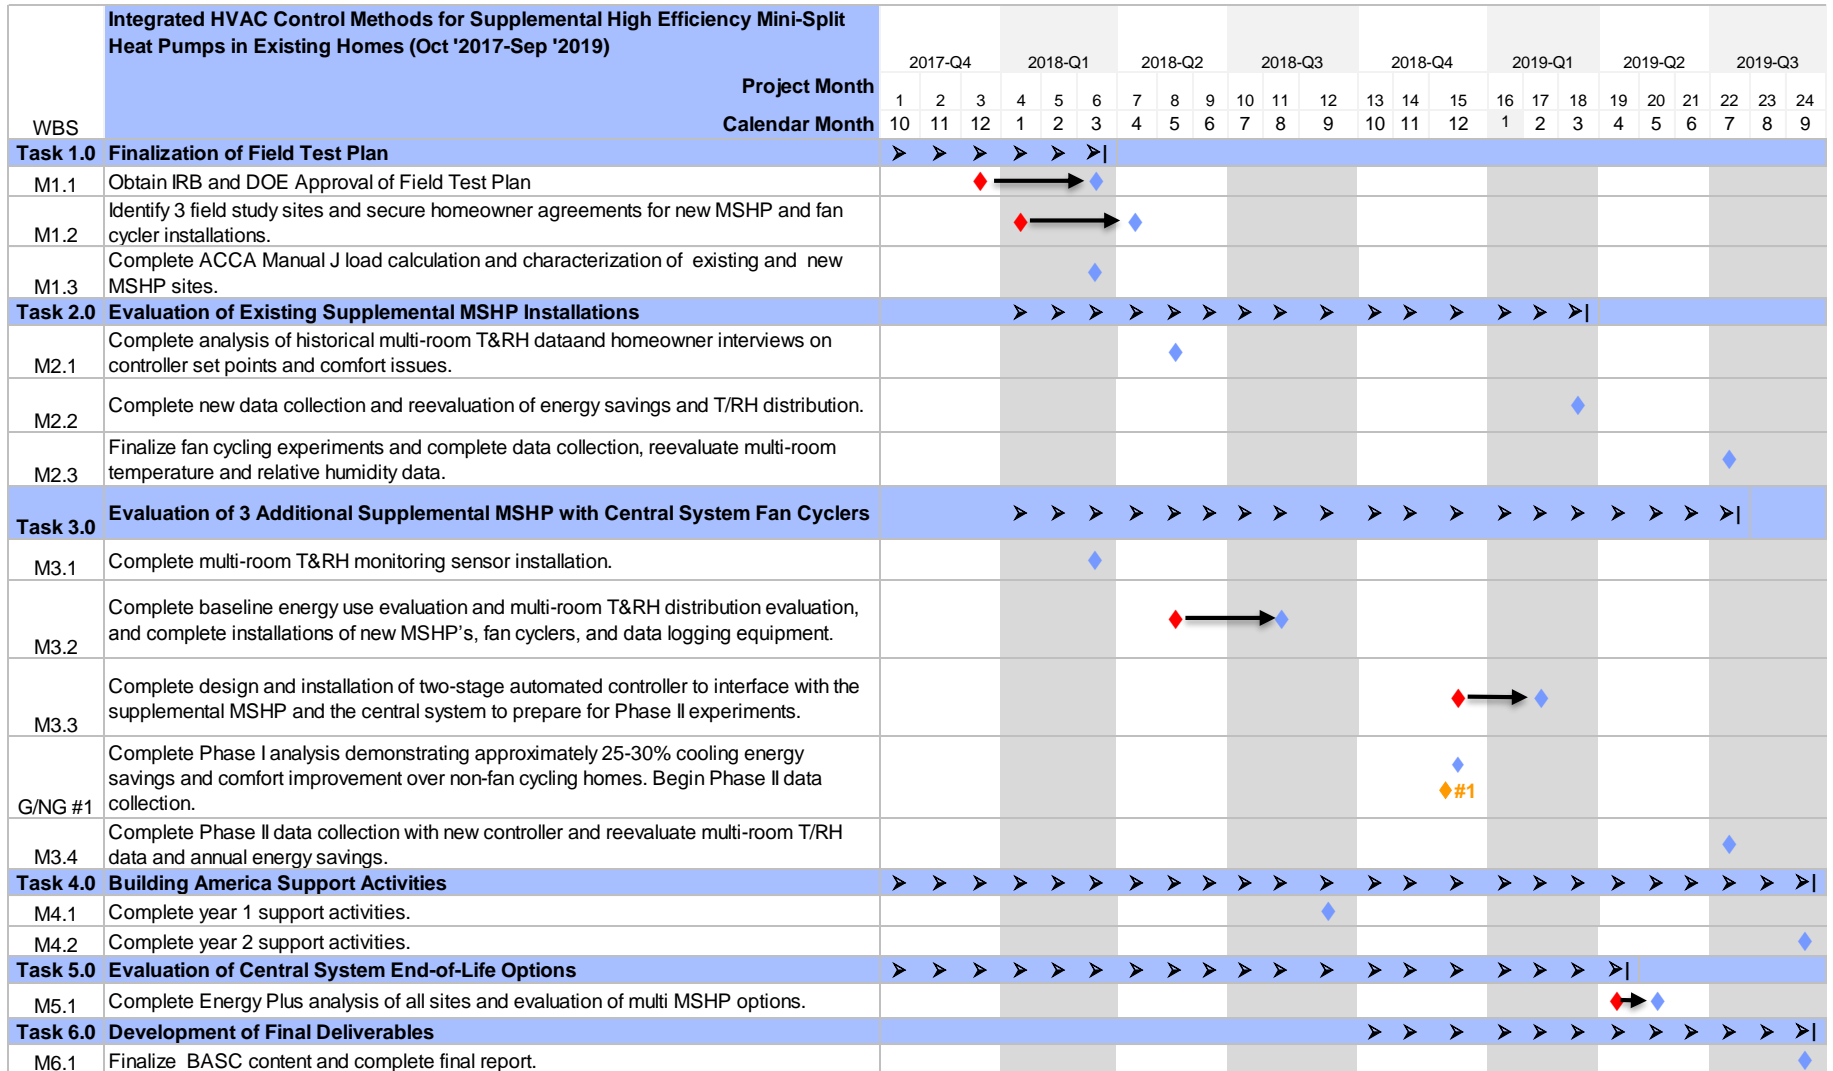 Integrated HVAC Control Methods for Supplemental High Efficiency Mini-Split
Heat Pumps in Existing Homes (Oct '2017-Sep '2019)
2017-Q4 2018-Q1 2018-Q2 2018-Q3 2018-Q4 2019-Q1 2019-Q2 2019-Q3
Project Month 1 2 3 4 5 6 7 8 9 10 11 12 13 14 15 16 17 18 19 20 21 22 23 24
WBS Calendar Month 10 11 12 1 2 3 4 5 6 7 8 9 10 11 12 1 2 3 4 5 6 7 8 9
Task 1.0 Finalization of Field Test Plan
M1.1 Obtain IRB and DOE Approval of Field Test Plan
M1.2 Identify 3 field study sites and secure homeowner agreements for new MSHP and fan
cycler installations.
M1.3 Complete ACCA Manual J load calculation and characterization of existing and new
MSHP sites.
Task 2.0 Evaluation of Existing Supplemental MSHP Installations
M2.1 Complete analysis of historical multi-room T&RH dataand homeowner interviews on
controller set points and comfort issues.
M2.2 Complete new data collection and reevaluation of energy savings and T/RH distribution.
M2.3 Finalize fan cycling experiments and complete data collection, reevaluate multi-room
temperature and relative humidity data.
Task 3.0 Evaluation of 3 Additional Supplemental MSHP with Central System Fan Cyclers
M3.1 Complete multi-room T&RH monitoring sensor installation.
M3.2 Complete baseline energy use evaluation and multi-room T&RH distribution evaluation,
and complete installations of new MSHP's, fan cyclers, and data logging equipment.
M3.3 Complete design and installation of two-stage automated controller to interface with the
supplemental MSHP and the central system to prepare for Phase II experiments.
G/NG #1 Complete Phase I analysis demonstrating approximately 25-30% cooling energy
savings and comfort improvement over non-fan cycling homes. Begin Phase II data
collection.
#1
M3.4 Complete Phase II data collection with new controller and reevaluate multi-room T/RH
data and annual energy savings.
Task 4.0 Building America Support Activities
M4.1 Complete year 1 support activities.
M4.2 Complete year 2 support activities.
Task 5.0 Evaluation of Central System End-of-Life Options
M5.1 Complete Energy Plus analysis of all sites and evaluation of multi MSHP options.
Task 6.0 Development of Final Deliverables
M6.1 Finalize BASC content and complete final report.